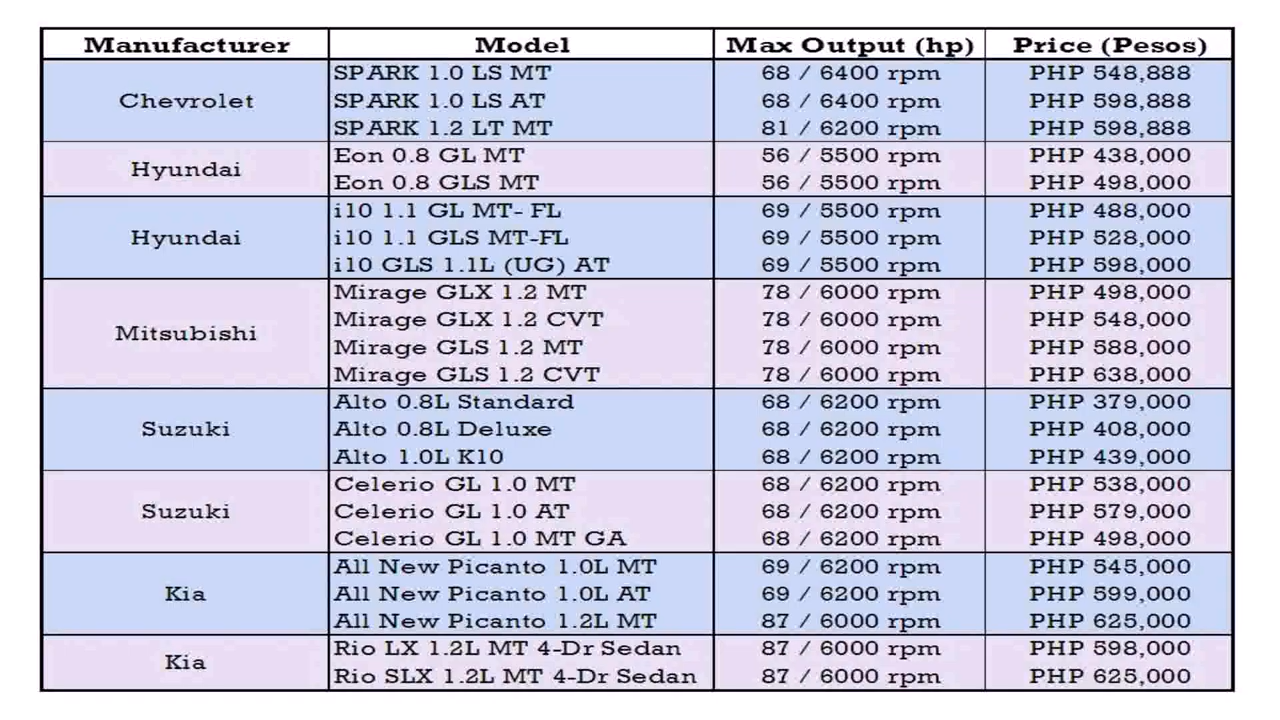 Manufacturer Model Max Output (hp) Price (Pesos)
Chevrolet
SPARK 1.0 LS MT 68 / 6400 rpm PHP 548,888
SPARK 1.0 LS AT 68 / 6400 rpm PHP 598,888
SPARK 1.2 LT MT 81 / 6200 rpm PHP 598,888
Hyundai
Eon 0.8 GL MT 56 / 5500 rpm PHP 438,000
Eon 0.8 GLS MT 56 / 5500 rpm PHP 498,000
Hyundai
i10 1.1 GL MT- FL 69 / 5500 rpm PHP 488,000
i10 1.1 GLS MT-FL 69 / 5500 rpm PHP 528,000
i10 GLS 1.1L (UG) AT 69 / 5500 rpm PHP 598,000
Mitsubishi
Mirage GLX 1.2 MT 78 / 6000 rpm PHP 498,000
Mirage GLX 1.2 CVT 78 / 6000 rpm PHP 548,000
Mirage GLS 1.2 MT 78 / 6000 rpm PHP 588,000
Mirage GLS 1.2 CVT 78 / 6000 rpm PHP 638,000
Suzuki
Alto 0.8L Standard 68 / 6200 rpm PHP 379,000
Alto 0.8L Deluxe 68 / 6200 rpm PHP 408,000
Alto 1.0L K10 68 / 6200 rpm PHP 439,000
Suzuki
Celerio GL 1.0 MT 68 / 6200 rpm PHP 538,000
Celerio GL 1.0 AT 68 / 6200 rpm PHP 579,000
Celerio GL 1.0 MT GA 68 / 6200 rpm PHP 498,000
Kia
All New Picanto 1.0L MT 69 / 6200 rpm PHP 545,000
All New Picanto 1.0L AT 69 / 6200 rpm PHP 599,000
All New Picanto 1.2L MT 87 / 6000 rpm PHP 625,000
Kia
Rio LX 1.2L MT 4-Dr Sedan 87 / 6000 rpm PHP 598,000
Rio SLX 1.2L MT 4-Dr Sedan 87 / 6000 rpm PHP 625,000